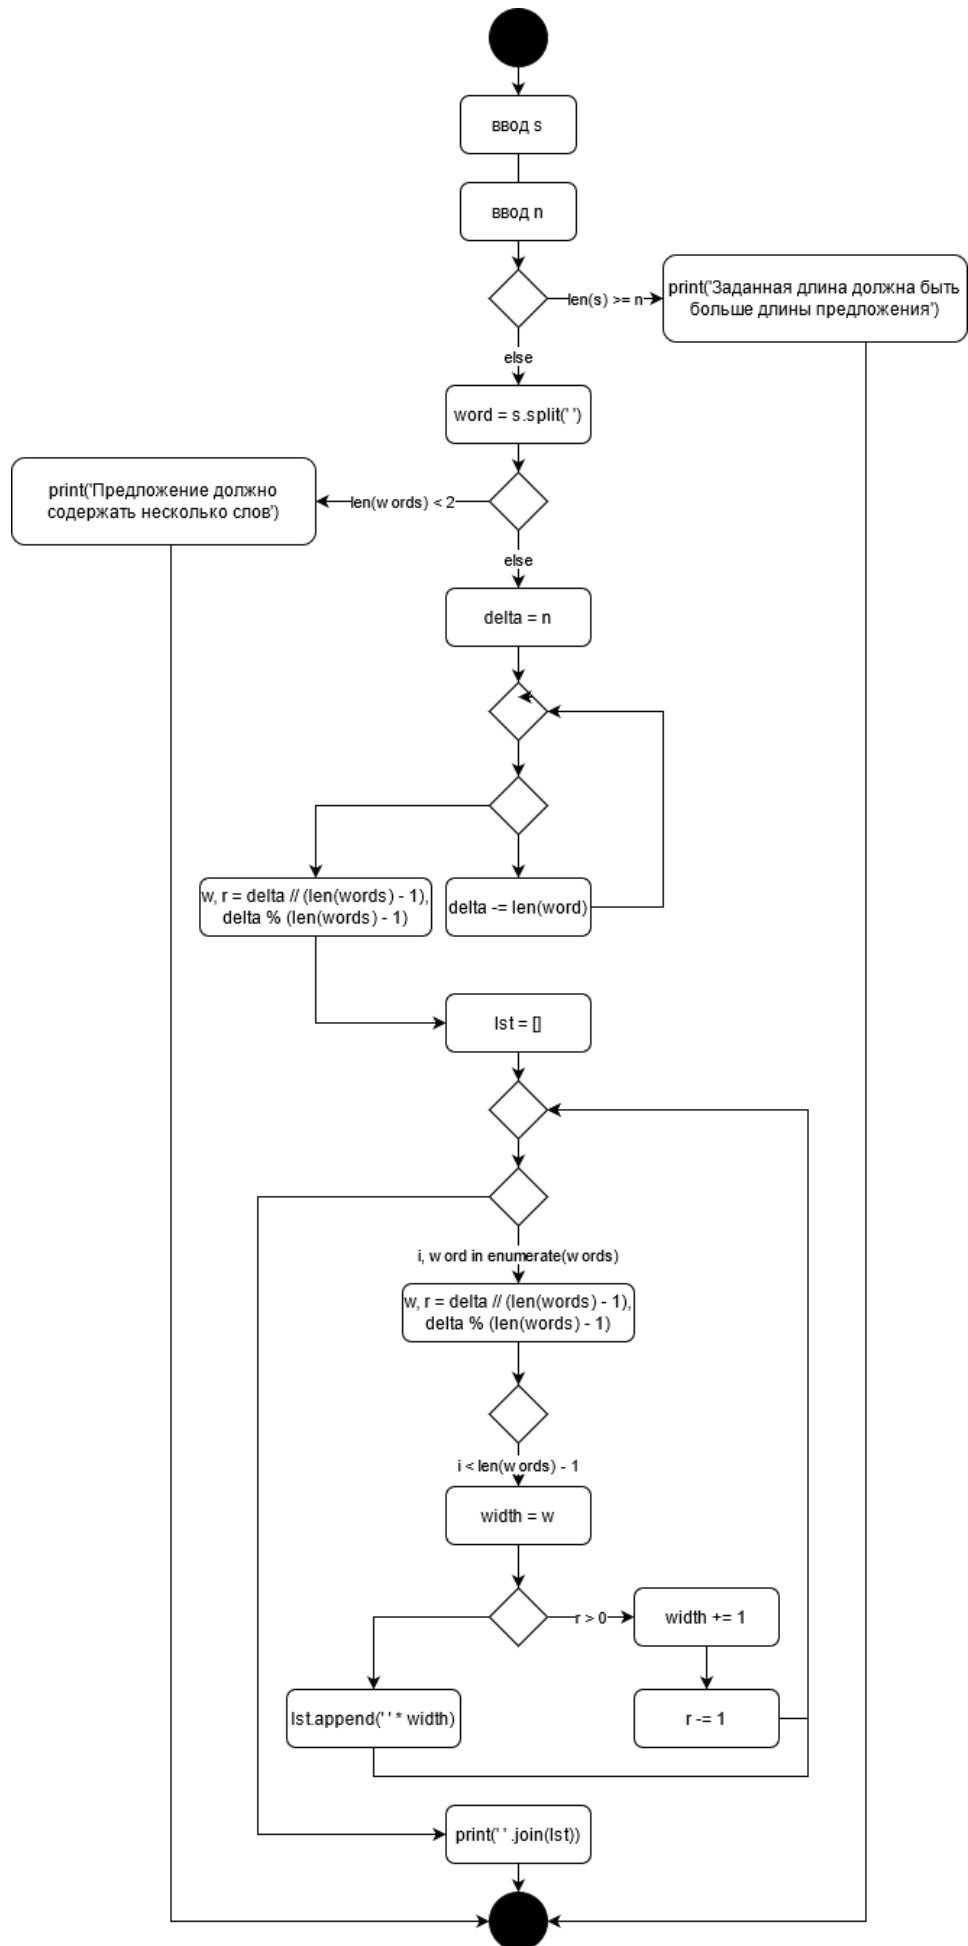 ввод s
ввод n
len(s) >= n
print('Заданная длина должна быть
больше длины предложения')
else
word = s.split(' ')
len(words) < 2
print('Предложение должно
содержать несколько слов')
else
delta = n
w, r = delta // (len(words) - 1),
delta % (len(words) - 1)
delta -= len(word)
lst = []
i, word in enumerate(words)
w, r = delta // (len(words) - 1),
delta % (len(words) - 1)
i < len(words) - 1
width = w
r > 0
width += 1
lst.append(' ' * width)
r -= 1
print(' ' .join(lst))